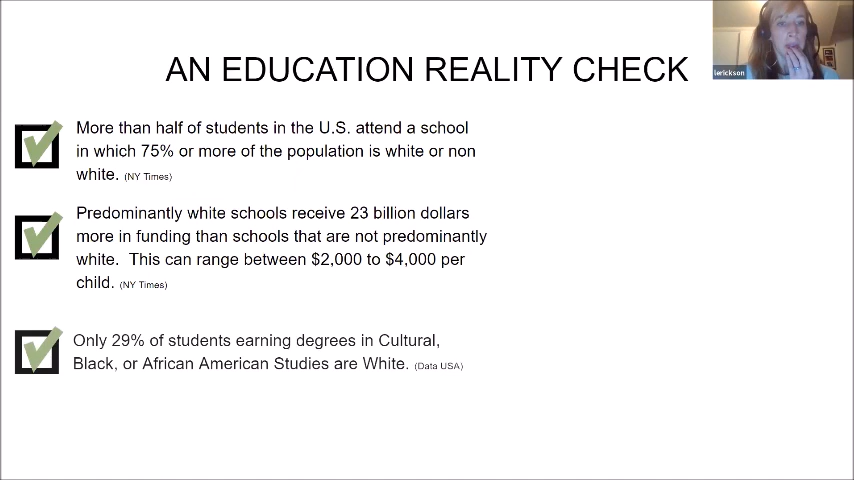 AN EDUCATION REALITY CHECK
lerickson
More than half of students in the U.S. attend a school
in which 75% or more of the population is white or non
white. (NY Times)
Predominantly white schools receive 23 billion dollars
more in funding than schools that are not predominantly
white. This can range between $2,000 to $4,000 per
child. (NY Times)
Only 29% of students earning degrees in Cultural,
Black, or African American Studies are White. (Data USA)